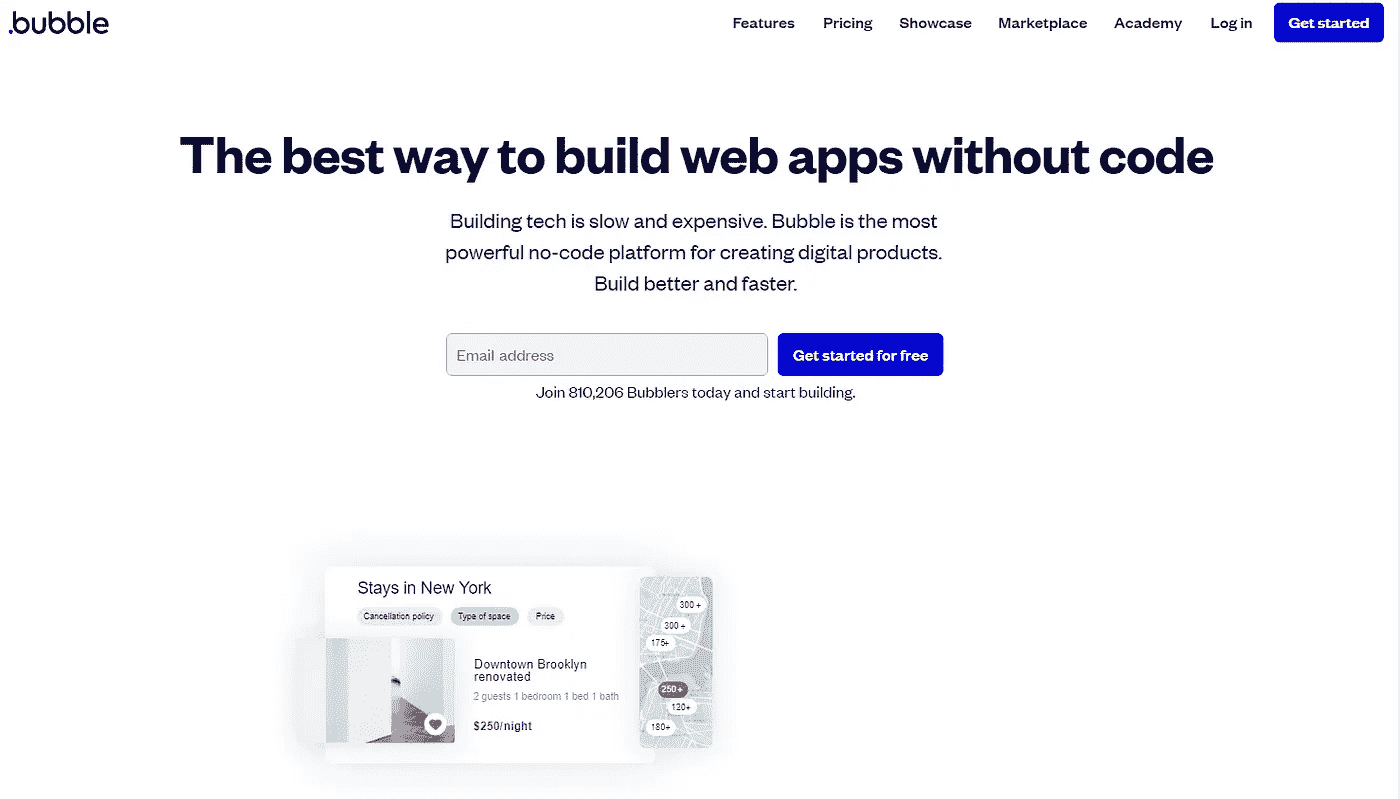 .bubble
Features Pricing Showcase Marketplace Academy Log in Get started
The best way to build web apps without code
Building tech is slow and expensive. Bubble is the most
powerful no-code platform for creating digital products.
Build better and faster.
Email address Get started for free
Join 810,206 Bubblers today and start building.
Stays in New York
Cancellation policy Type of space Price
Downtown Brooklyn
renovated
2 guests 1 bedroom 1 bed 1 bath
$250/night
300 +
300 +
175+
250 +
120+
180+